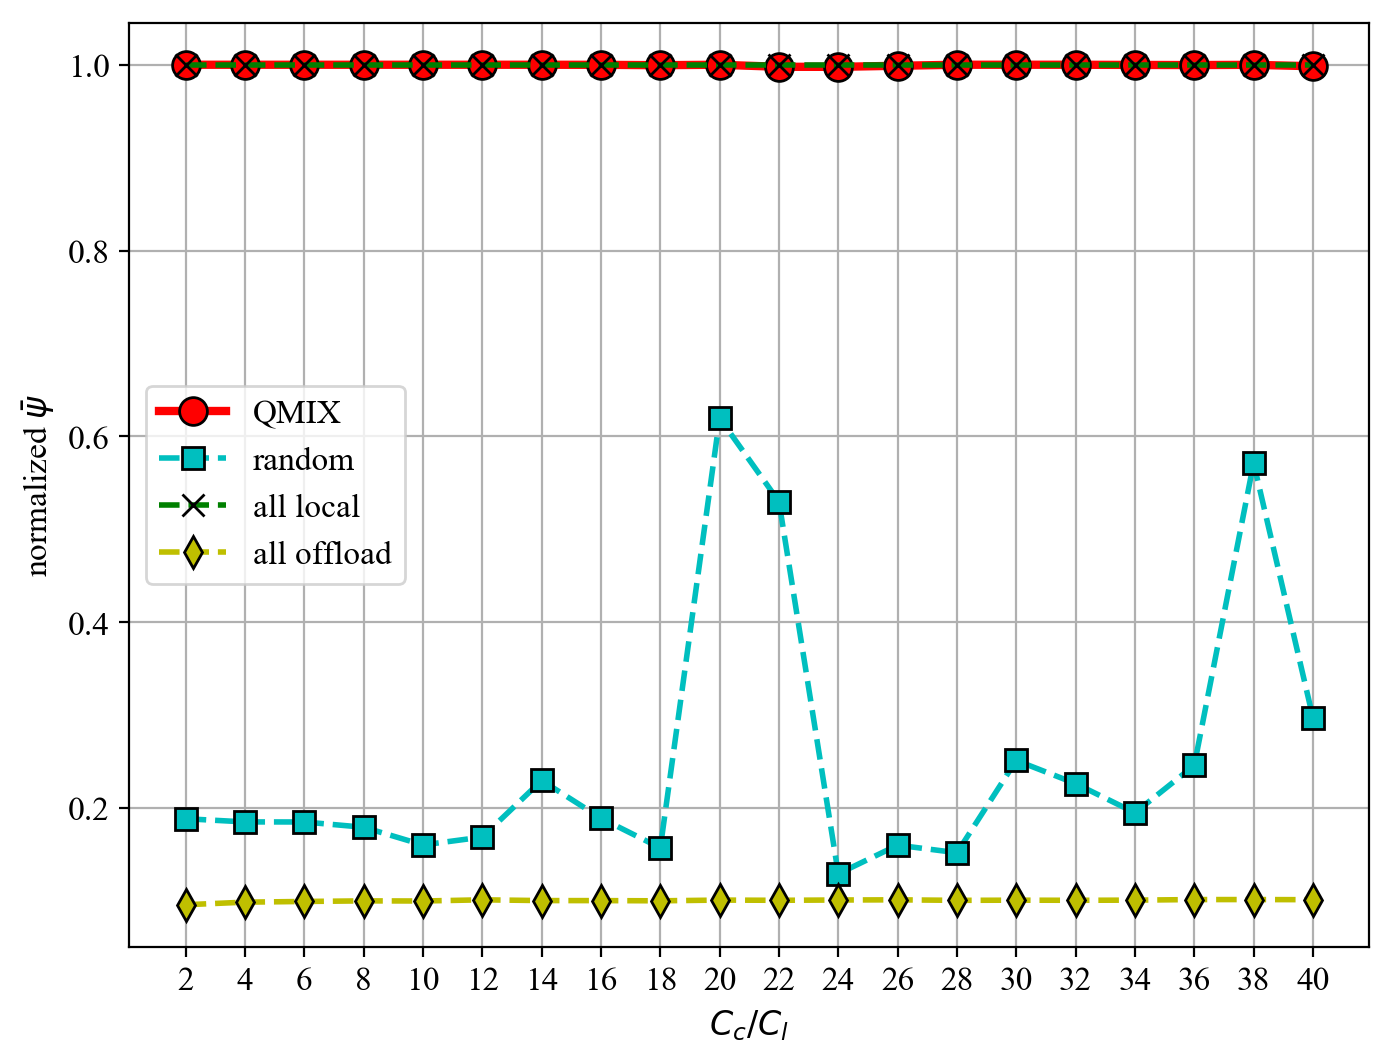 1.0
0.8
0.6
0.4
0.2
normalized ψ̄
QMIX
random
all local
all offload
2 4 6 8 10 12 14 16 18 20 22 24 26 28 30 32 34 36 38 40
C_c/C_l